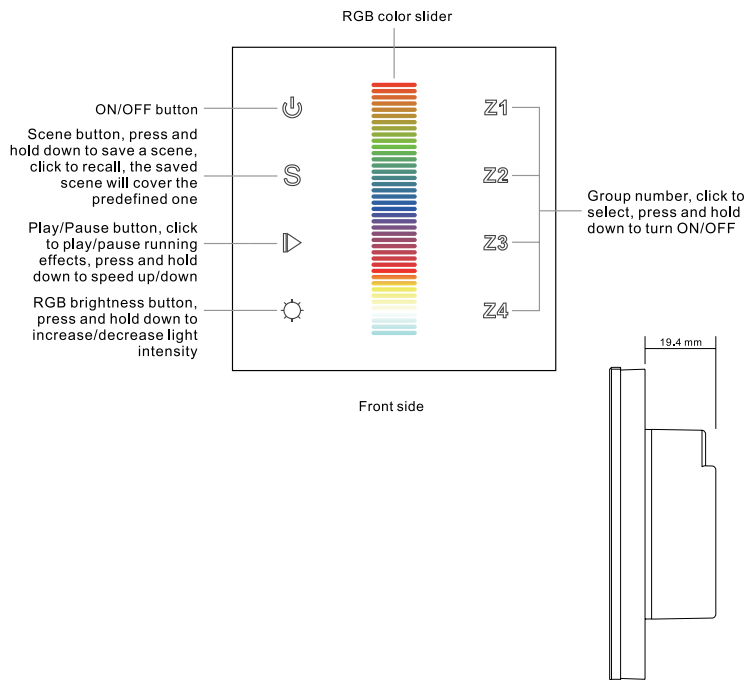 RGB color slider
ON/OFF button
Scene button, press and
hold down to save a scene,
click to recall, the saved
scene will cover the
predefined one
Play/Pause button, click
to play/pause running
effects, press and hold
down to speed up/down
RGB brightness button,
press and hold down to
increase/decrease light
intensity
S
Z1
Z2
Z3
Z4
Group number, click to
select, press and hold
down to turn ON/OFF
Front side
19.4 mm